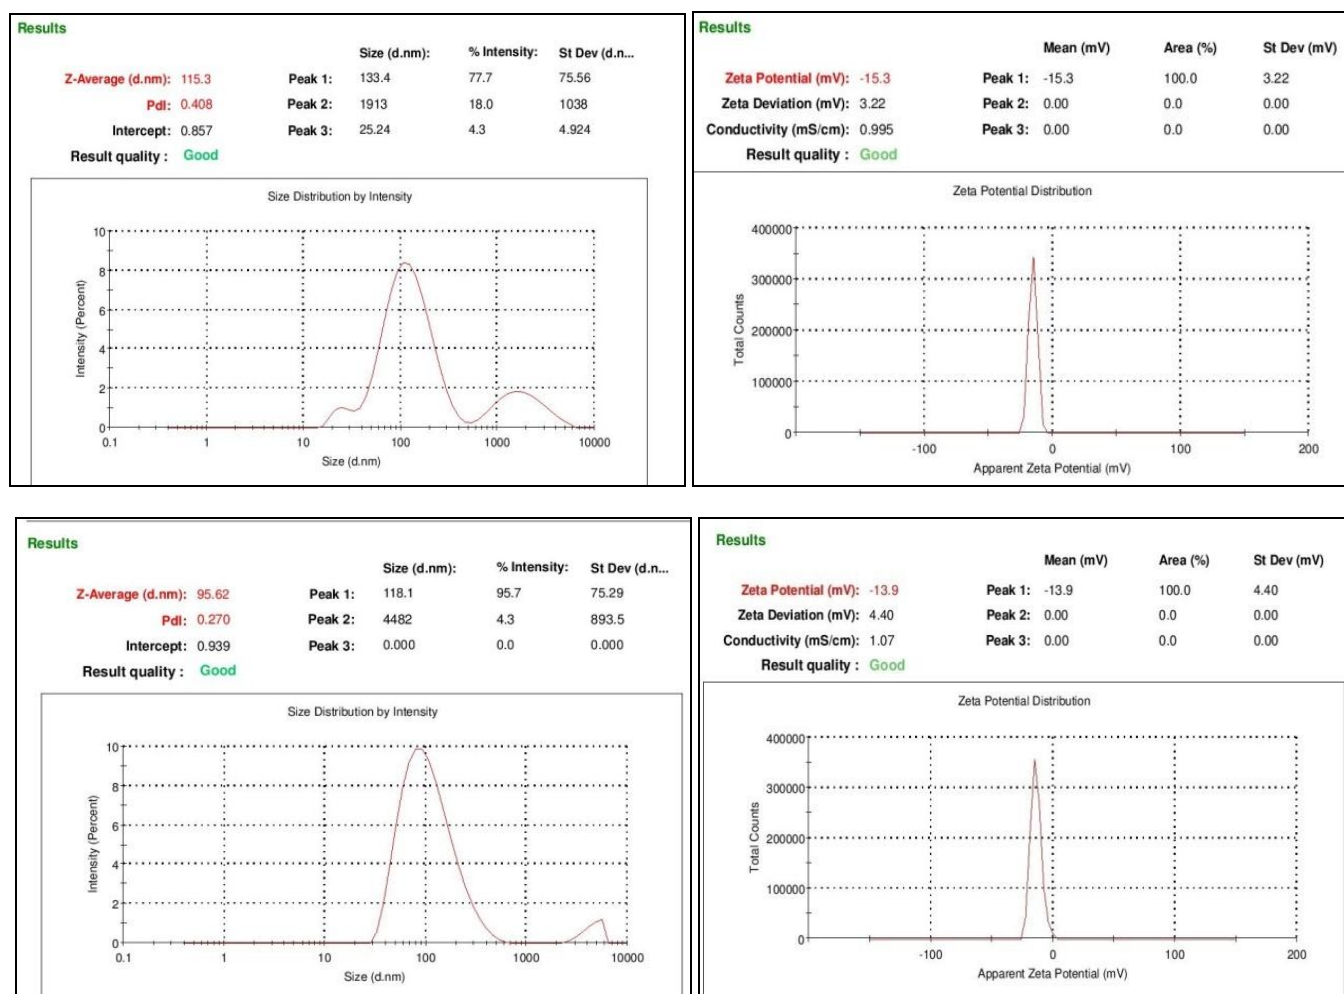 Results
Size (d.nm): % Intensity: St Dev (d.n...
Z-Average (d.nm): 115.3 Peak 1: 133.4 77.7 75.56
PdI: 0.408 Peak 2: 1913 18.0 1038
Intercept: 0.857 Peak 3: 25.24 4.3 4.924
Result quality : Good
Size Distribution by Intensity
10
8
6
4
2
0
Intensity (Percent)
0.1 1 10 100 1000 10000
Size (d.nm)
Results
Mean (mV) Area (%) St Dev (mV)
Zeta Potential (mV): -15.3 Peak 1: -15.3 100.0 3.22
Zeta Deviation (mV): 3.22 Peak 2: 0.00 0.0 0.00
Conductivity (mS/cm): 0.995 Peak 3: 0.00 0.0 0.00
Result quality : Good
Zeta Potential Distribution
400000
300000
200000
100000
0
Total Counts
-100 0 100 200
Apparent Zeta Potential (mV)
Results
Size (d.nm): % Intensity: St Dev (d.n...
Z-Average (d.nm): 95.62 Peak 1: 118.1 95.7 75.29
PdI: 0.270 Peak 2: 4482 4.3 893.5
Intercept: 0.939 Peak 3: 0.000 0.0 0.000
Result quality : Good
Size Distribution by Intensity
10
8
6
4
2
0
Intensity (Percent)
0.1 1 10 100 1000 10000
Size (d.nm)
Results
Mean (mV) Area (%) St Dev (mV)
Zeta Potential (mV): -13.9 Peak 1: -13.9 100.0 4.40
Zeta Deviation (mV): 4.40 Peak 2: 0.00 0.0 0.00
Conductivity (mS/cm): 1.07 Peak 3: 0.00 0.0 0.00
Result quality : Good
Zeta Potential Distribution
400000
300000
200000
100000
0
Total Counts
-100 0 100 200
Apparent Zeta Potential (mV)